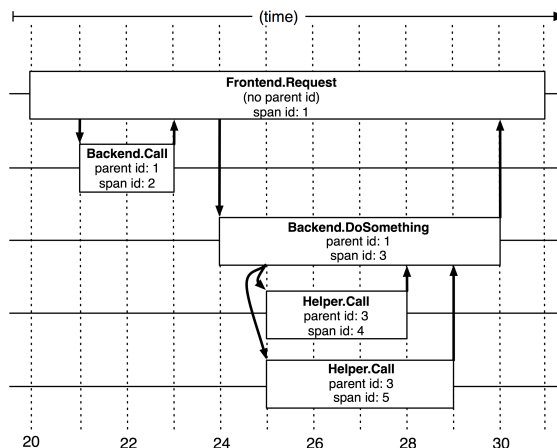 (time)
Frontend.Request
(no parent id)
span id: 1
Backend.Call
parent id: 1
span id: 2
Backend.DoSomething
parent id: 1
span id: 3
Helper.Call
parent id: 3
span id: 4
Helper.Call
parent id: 3
span id: 5
20 22 24 26 28 30